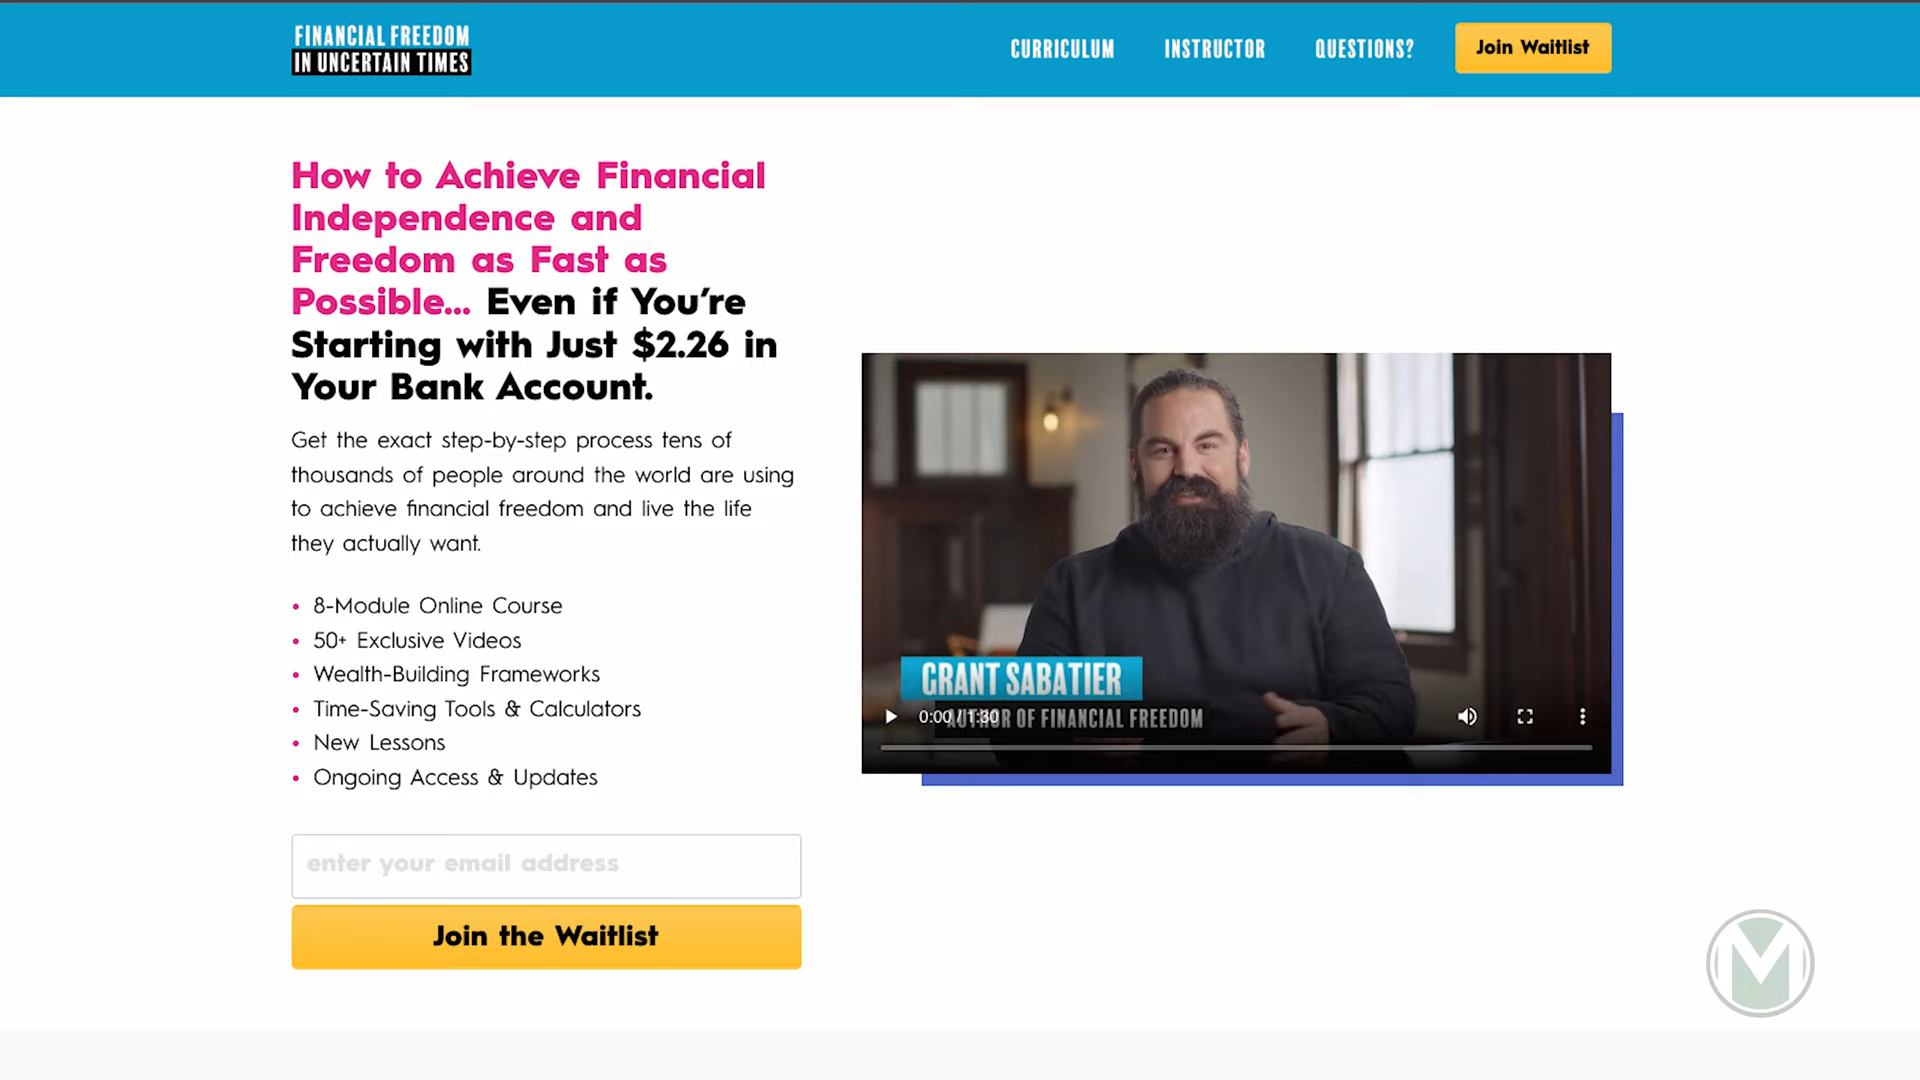 FINANCIAL FREEDOM
IN UNCERTAIN TIMES
CURRICULUM
INSTRUCTOR
QUESTIONS?
Join Waitlist
How to Achieve Financial
Independence and
Freedom as Fast as
Possible... Even if You’re
Starting with Just $2.26 in
Your Bank Account.
Get the exact step-by-step process tens of
thousands of people around the world are using
to achieve financial freedom and live the life
they actually want.
• 8-Module Online Course
• 50+ Exclusive Videos
• Wealth-Building Frameworks
• Time-Saving Tools & Calculators
• New Lessons
• Ongoing Access & Updates
enter your email address
Join the Waitlist
GRANT SABATIER
AUTHOR OF FINANCIAL FREEDOM
0:00 / 1:30
M